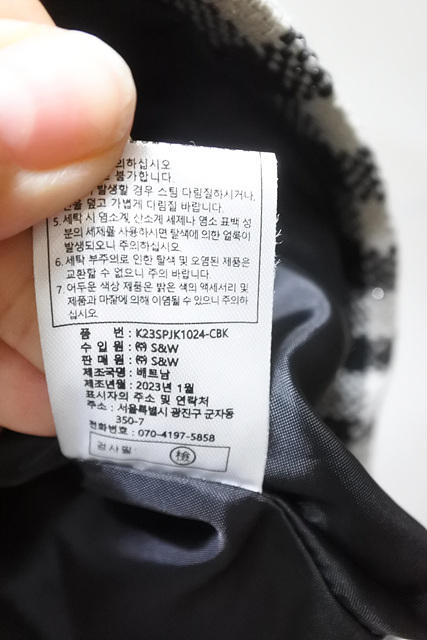 의하십시오
불가합니다.
발생할 경우 스팀 다림질하거나,
덮고 가볍게 다림질 바랍니다.
5. 세탁 시 염소계, 산소계 세제나 염소 표백 성
분의 세제를 사용하시면 탈색에 의한 얼룩이
발생되오니 주의하십시오.
6. 세탁 부주의로 인한 탈색 및 오염된 제품은
교환할 수 없으니 주의 바랍니다.
7. 어두운 색상 제품은 밝은 색의 액세서리 및
제품과 마찰에 의해 이염될 수 있으니 주의하
십시오.
품 번 : K23SPJK1024-CBK
수 입 원 : ㈜ S&W
판 매 원 : ㈜ S&W
제조국명 : 베트남
제조년월 : 2023년 1월
표시자의 주소 및 연락처
주소 : 서울특별시 광진구 군자동
350-7
전화번호 : 070-4197-5858
검사필 :